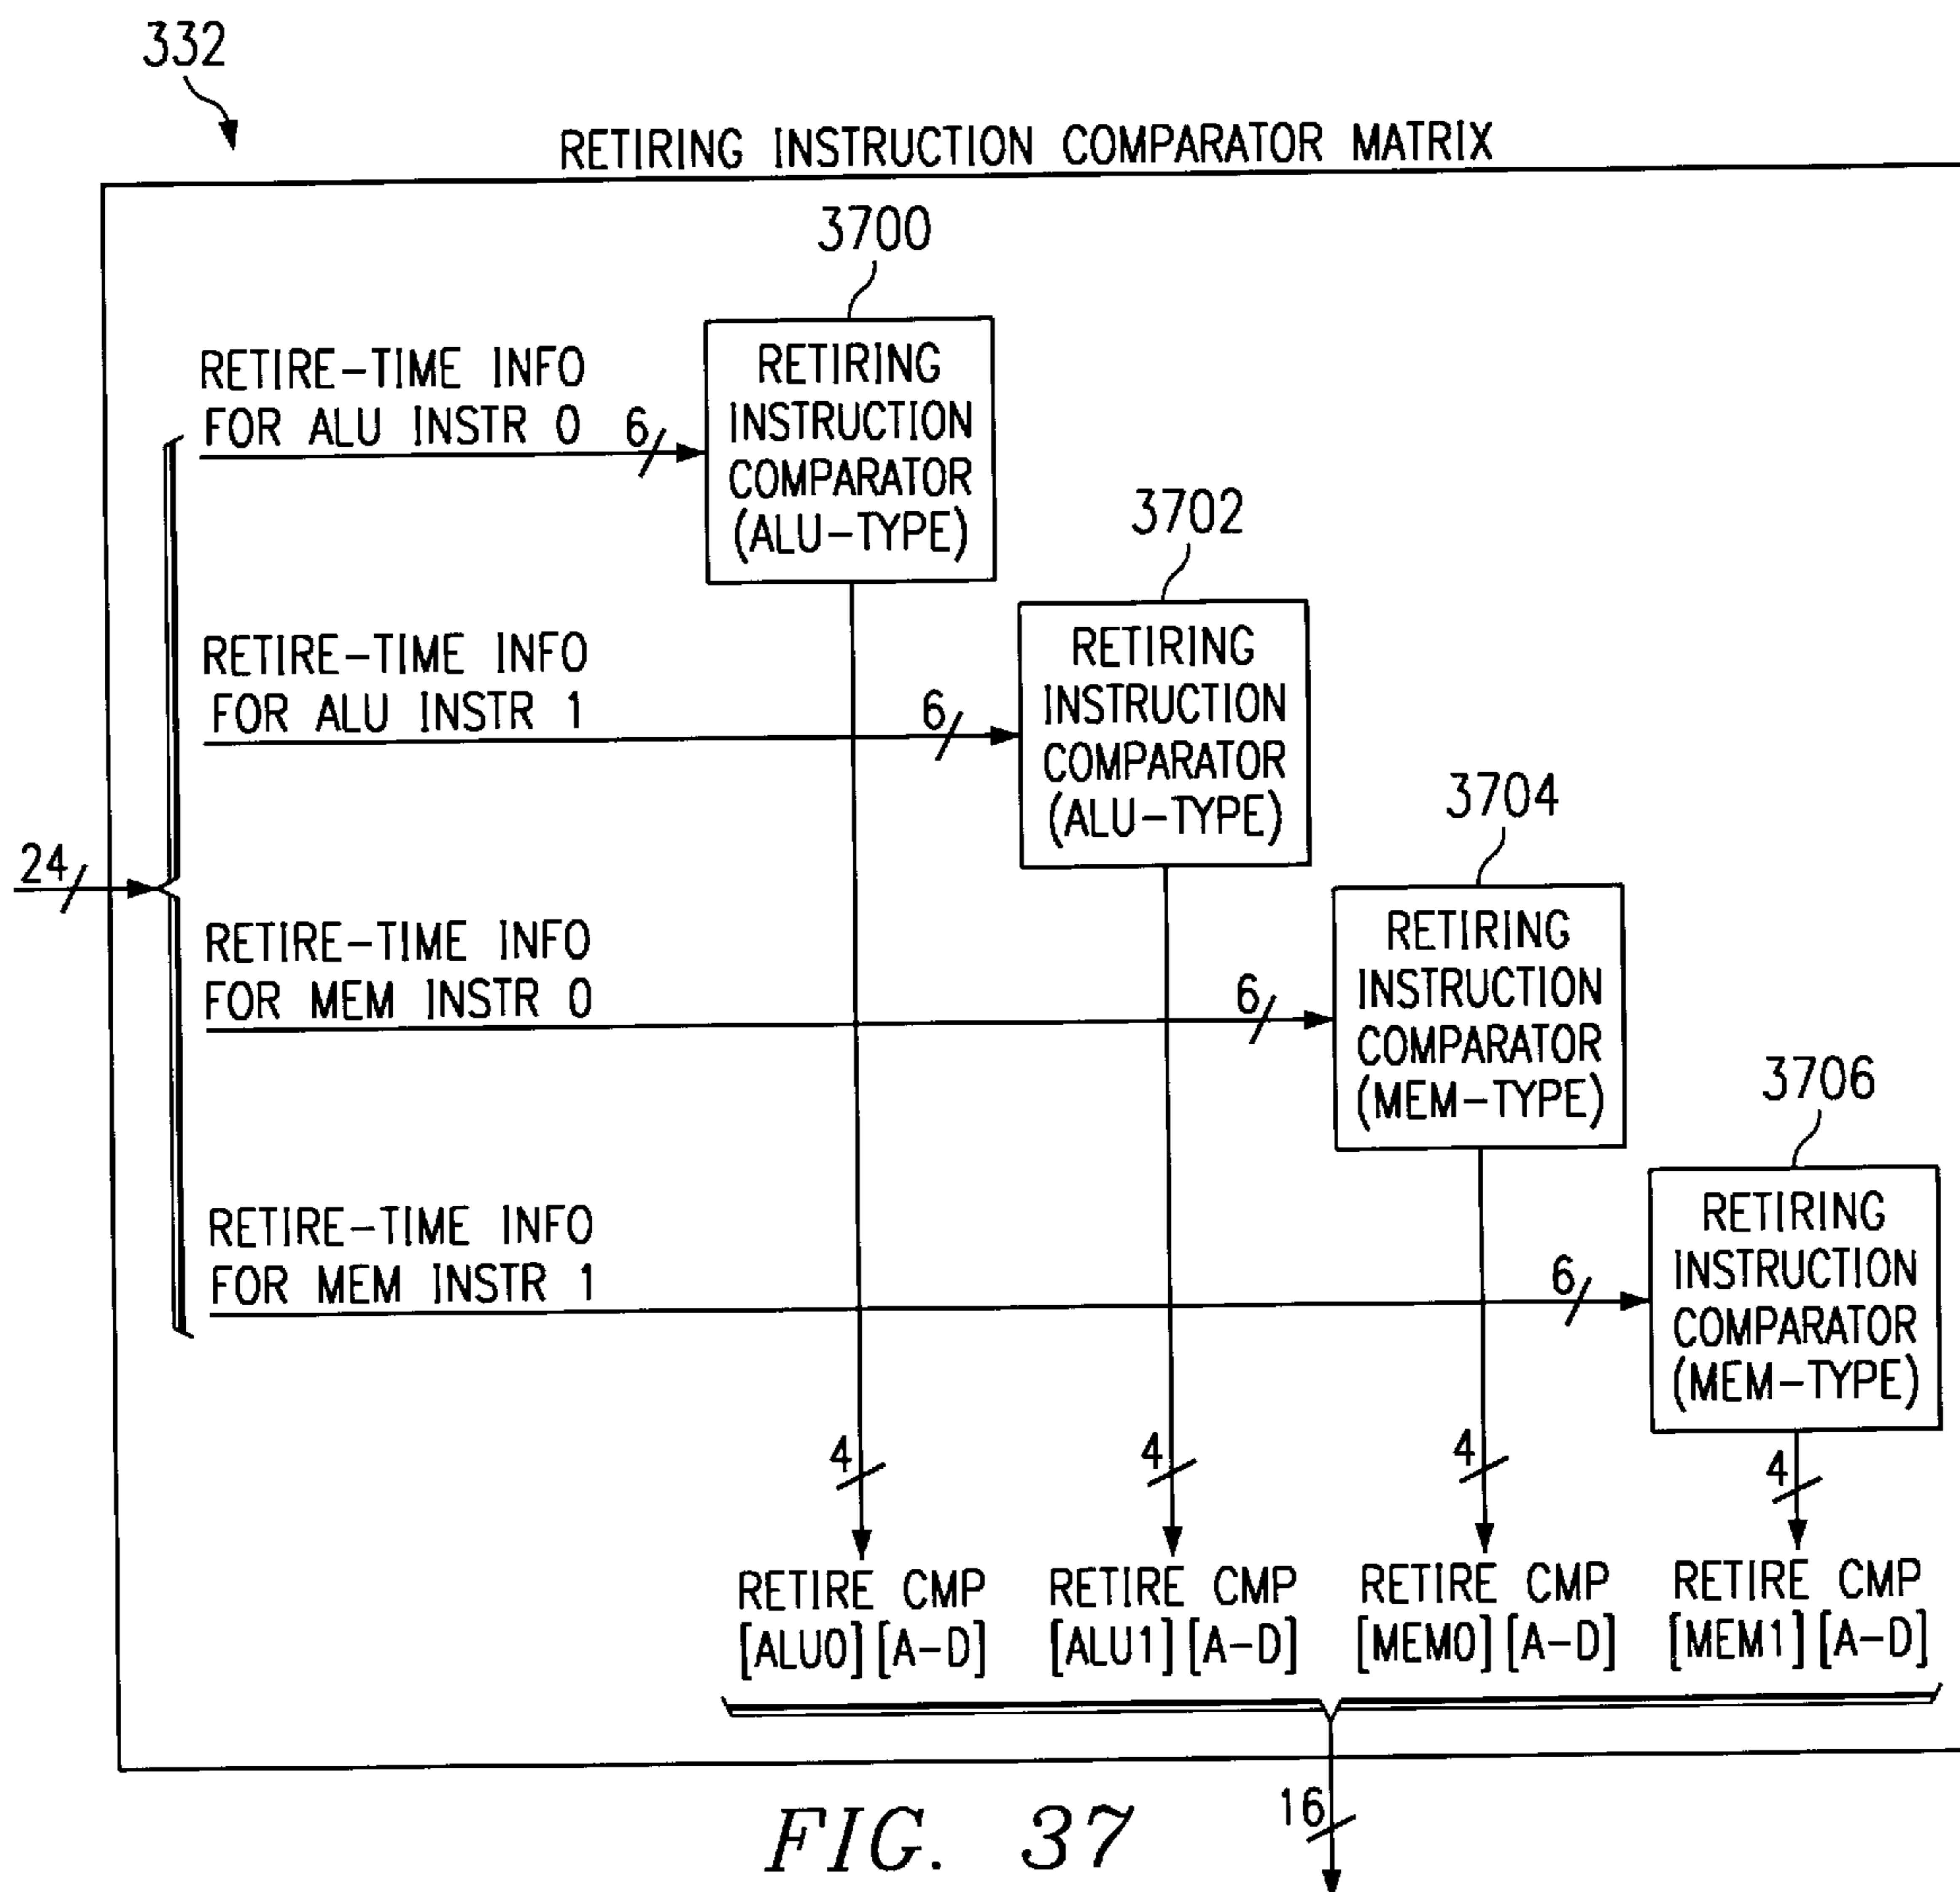 332
RETIRING INSTRUCTION COMPARATOR MATRIX
3700
RETIRE-TIME INFO
FOR ALU INSTR 0
6
RETIRING
INSTRUCTION
COMPARATOR
(ALU-TYPE)
3702
RETIRE-TIME INFO
FOR ALU INSTR 1
6
RETIRING
INSTRUCTION
COMPARATOR
(ALU-TYPE)
3704
24
RETIRE-TIME INFO
FOR MEM INSTR 0
6
RETIRING
INSTRUCTION
COMPARATOR
(MEM-TYPE)
3706
RETIRE-TIME INFO
FOR MEM INSTR 1
6
RETIRING
INSTRUCTION
COMPARATOR
(MEM-TYPE)
4
4
4
4
RETIRE CMP
[ALU0][A-D]
RETIRE CMP
[ALU1][A-D]
RETIRE CMP
[MEM0][A-D]
RETIRE CMP
[MEM1][A-D]
16
FIG. 37